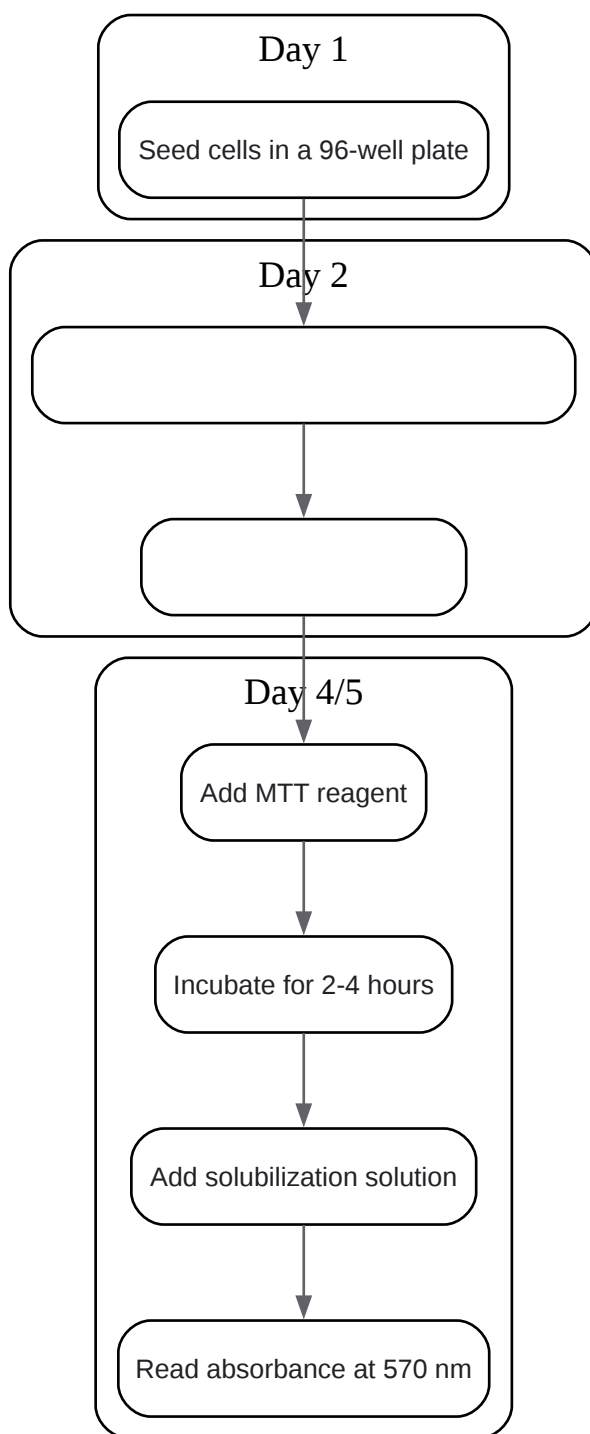 Day 1
Seed cells in a 96-well plate
Day 2
Day 4/5
Add MTT reagent
Incubate for 2-4 hours
Add solubilization solution
Read absorbance at 570 nm